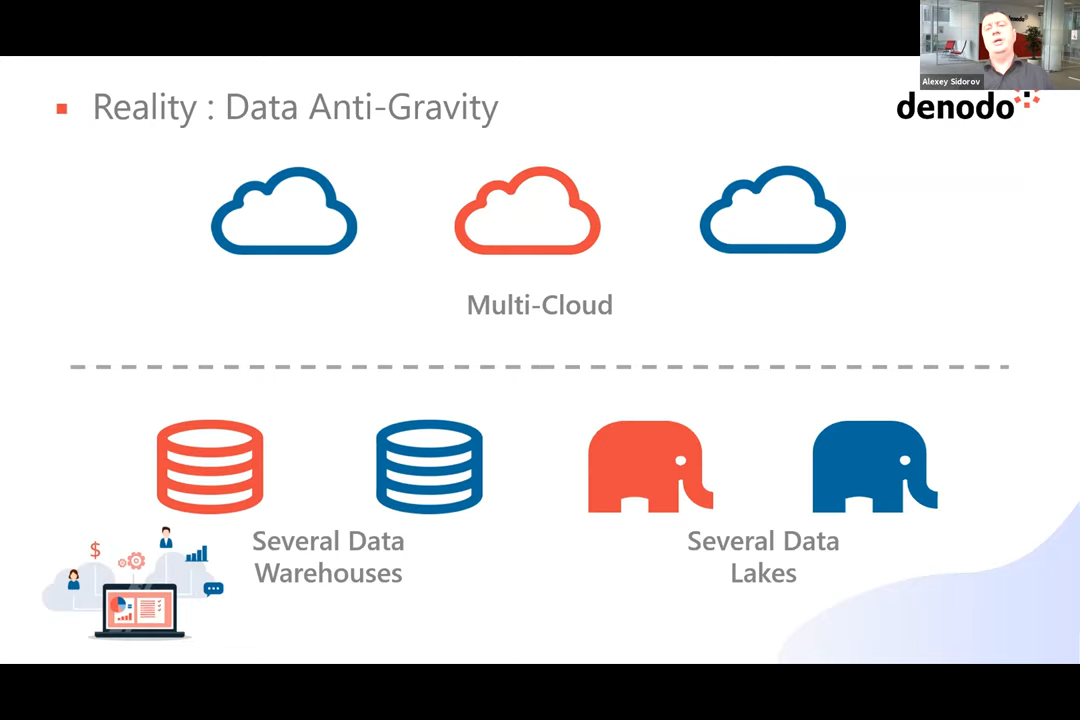 Alexey Sidorov
Reality : Data Anti-Gravity
denodo
Multi-Cloud
Several Data
Warehouses
Several Data
Lakes
$